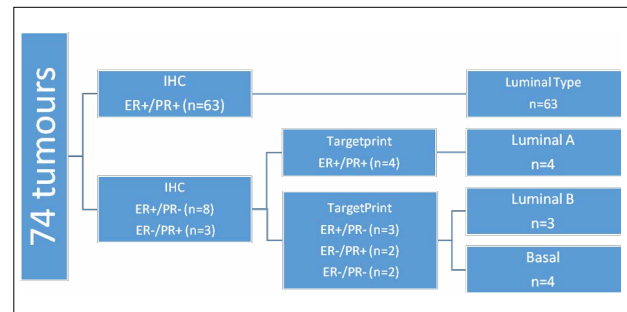 74 tumours
IHC
ER+/PR+ (n=63)
Luminal Type
n=63
IHC
ER+/PR- (n=8)
ER-/PR+ (n=3)
Targetprint
ER+/PR+ (n=4)
Luminal A
n=4
TargetPrint
ER+/PR- (n=3)
ER-/PR+ (n=2)
ER-/PR- (n=2)
Luminal B
n=3
Basal
n=4